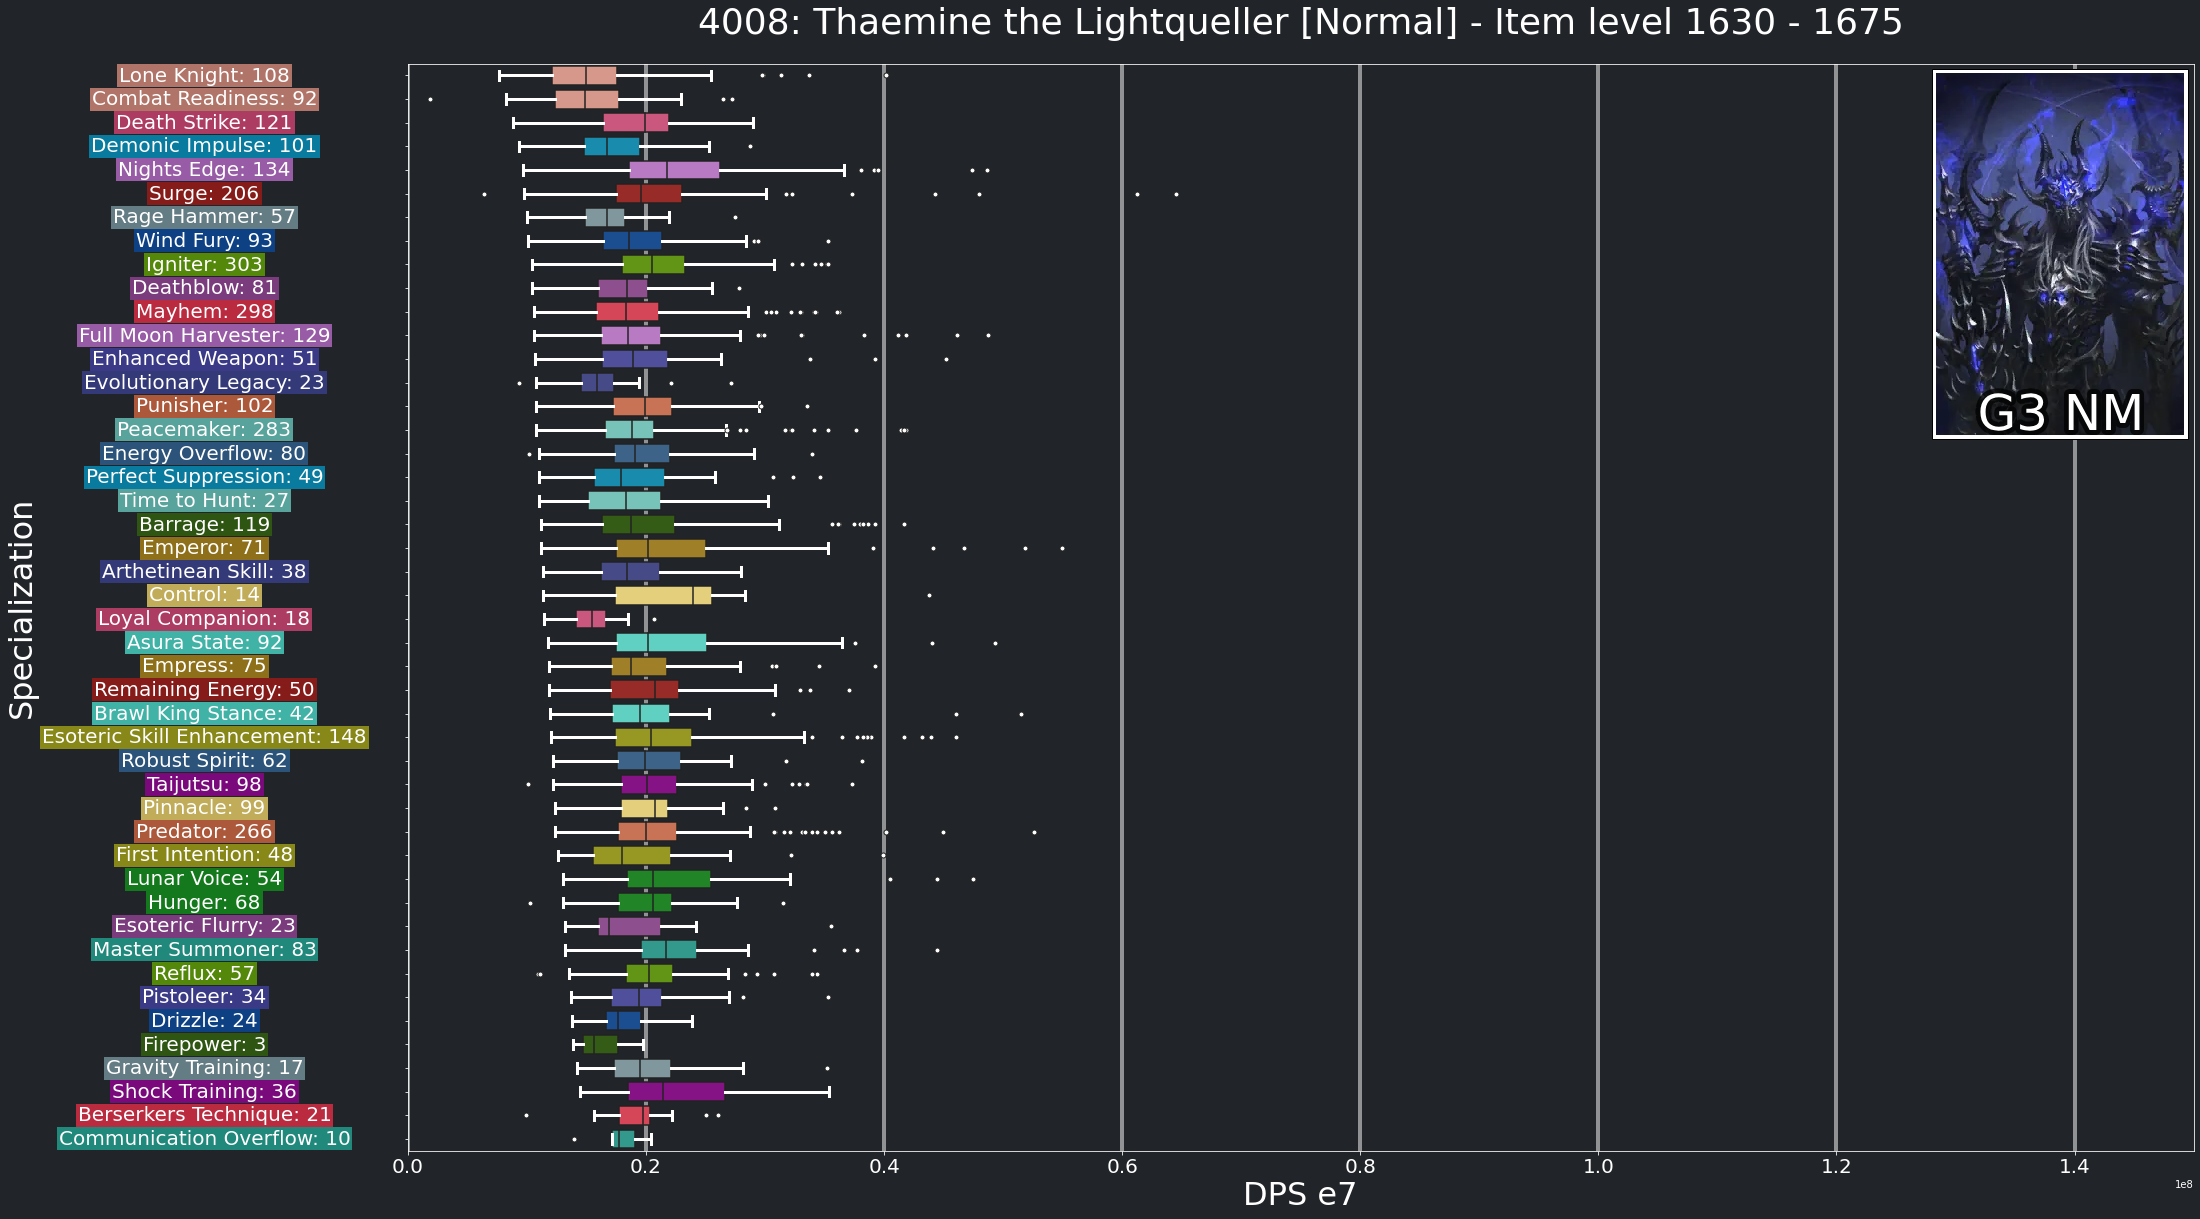 4008: Thaemine the Lightqueller [Normal] - Item level 1630 - 1675
Lone Knight: 108
Combat Readiness: 92
Death Strike: 121
Demonic Impulse: 101
Nights Edge: 134
Surge: 206
Rage Hammer: 57
Wind Fury: 93
Igniter: 303
Deathblow: 81
Mayhem: 298
Full Moon Harvester: 129
Enhanced Weapon: 51
Evolutionary Legacy: 23
Punisher: 102
Peacemaker: 283
Energy Overflow: 80
Perfect Suppression: 49
Time to Hunt: 27
Barrage: 119
Emperor: 71
Arthetinean Skill: 38
Control: 14
Loyal Companion: 18
Asura State: 92
Empress: 75
Remaining Energy: 50
Brawl King Stance: 42
Esoteric Skill Enhancement: 148
Robust Spirit: 62
Taijutsu: 98
Pinnacle: 99
Predator: 266
First Intention: 48
Lunar Voice: 54
Hunger: 68
Esoteric Flurry: 23
Master Summoner: 83
Reflux: 57
Pistoleer: 34
Drizzle: 24
Firepower: 3
Gravity Training: 17
Shock Training: 36
Berserkers Technique: 21
Communication Overflow: 10
Specialization
G3 NM
0.0 0.2 0.4 0.6 0.8 1.0 1.2 1.4
1e8
DPS e7